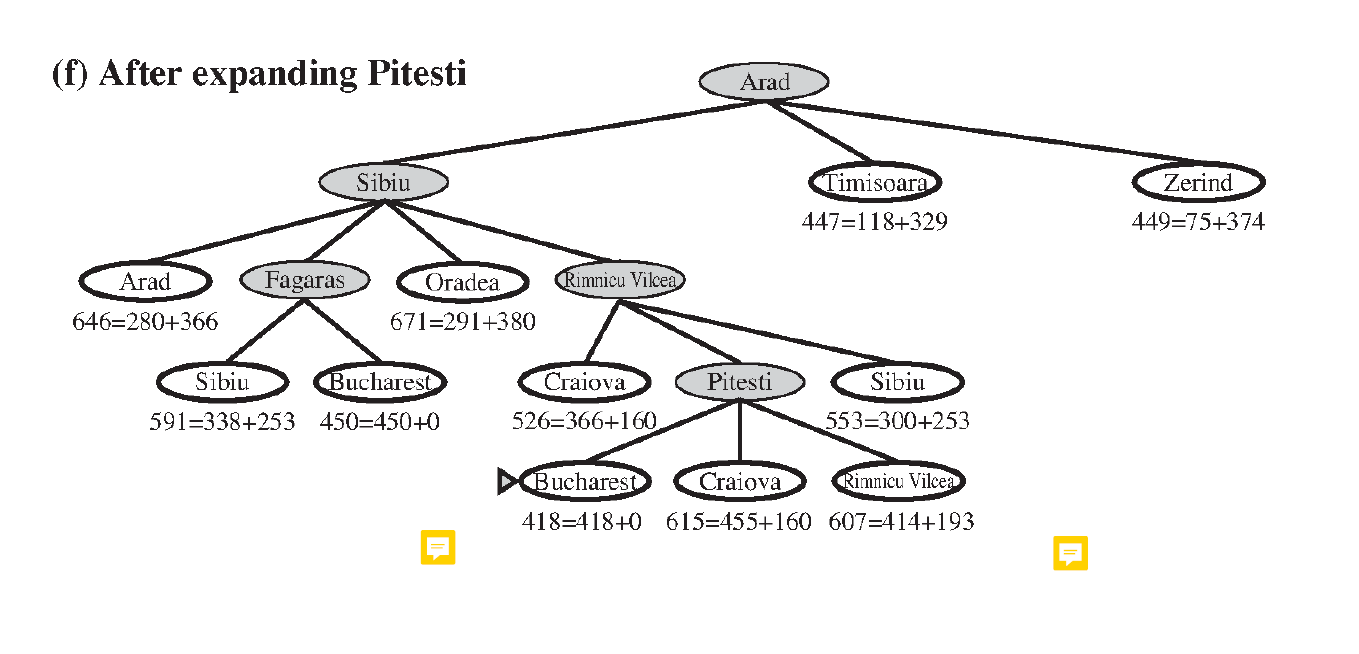 (f) After expanding Pitesti
Arad
Sibiu
Timisoara
Zerind
447=118+329
449=75+374
Arad
Fagaras
Oradea
Rimnicu Vilcea
646=280+366
671=291+380
Sibiu
Bucharest
Craiova
Pitesti
Sibiu
591=338+253
450=450+0
526=366+160
553=300+253
Bucharest
Craiova
Rimnicu Vilcea
418=418+0
615=455+160
607=414+193